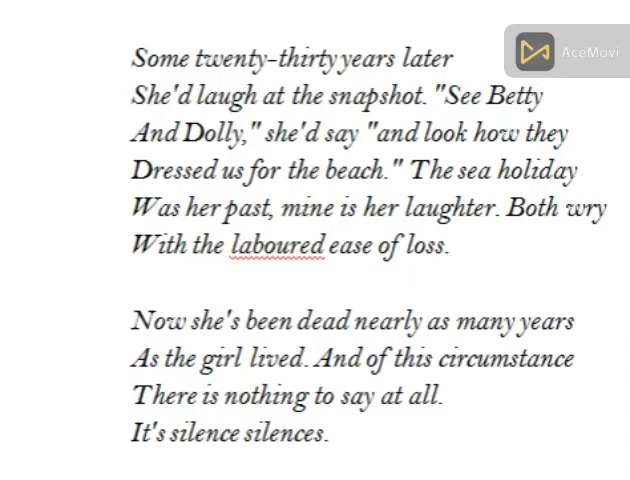 AceMovi
Some twenty-thirty years later
She'd laugh at the snapshot. "See Betty
And Dolly," she'd say "and look how they
Dressed us for the beach." The sea holiday
Was her past, mine is her laughter. Both wry
With the laboured ease of loss.
Now she's been dead nearly as many years
As the girl lived. And of this circumstance
There is nothing to say at all.
It's silence silences.